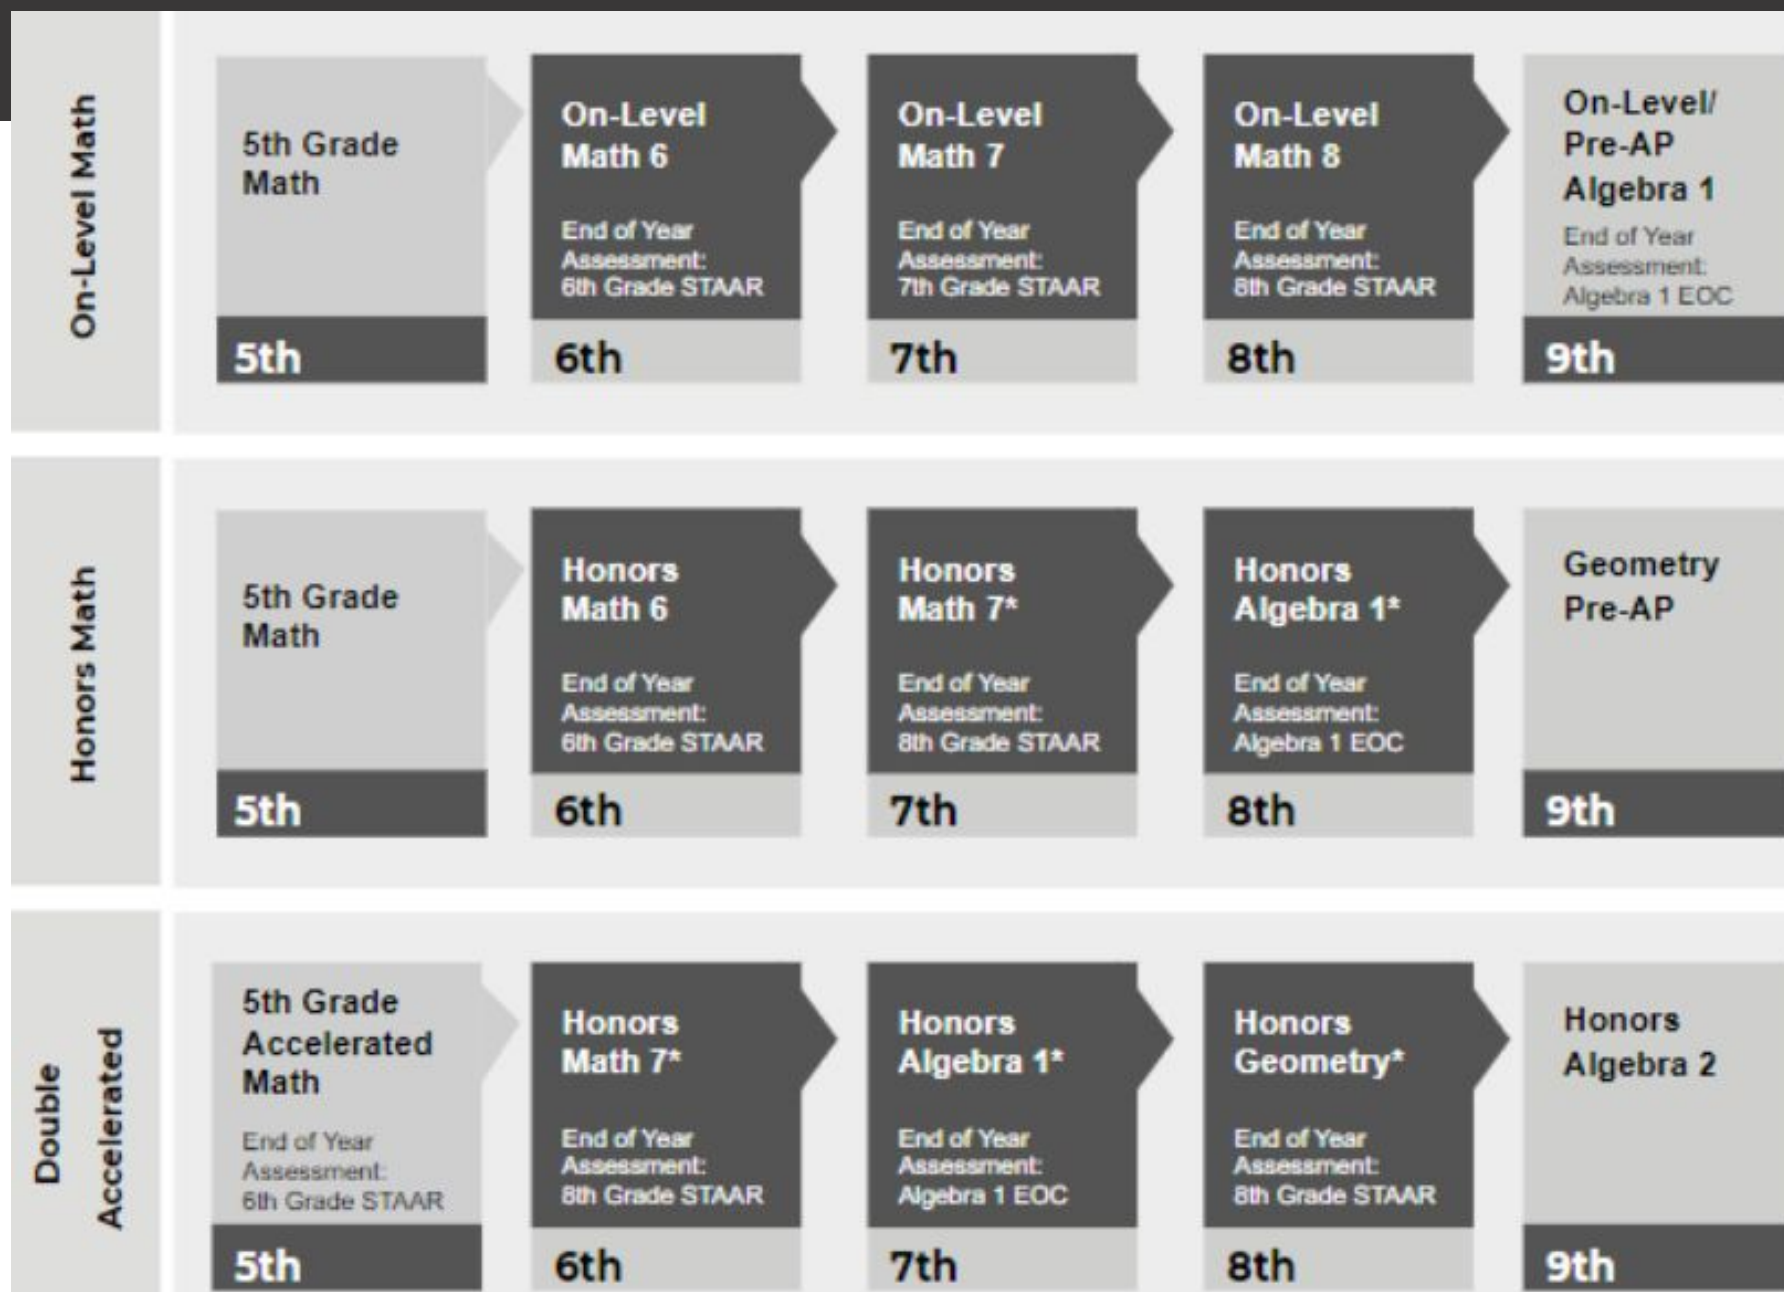 On-Level Math
5th Grade
Math
5th
On-Level
Math 6
End of Year
Assessment:
6th Grade STAAR
6th
On-Level
Math 7
End of Year
Assessment:
7th Grade STAAR
7th
On-Level
Math 8
End of Year
Assessment:
8th Grade STAAR
8th
On-Level/
Pre-AP
Algebra 1
End of Year
Assessment:
Algebra 1 EOC
9th
Honors Math
5th Grade
Math
5th
Honors
Math 6
End of Year
Assessment:
6th Grade STAAR
6th
Honors
Math 7*
End of Year
Assessment:
8th Grade STAAR
7th
Honors
Algebra 1*
End of Year
Assessment:
Algebra 1 EOC
8th
Geometry
Pre-AP
9th
Double
Accelerated
5th Grade
Accelerated
Math
End of Year
Assessment:
6th Grade STAAR
5th
Honors
Math 7*
End of Year
Assessment:
8th Grade STAAR
6th
Honors
Algebra 1*
End of Year
Assessment:
Algebra 1 EOC
7th
Honors
Geometry*
End of Year
Assessment:
8th Grade STAAR
8th
Honors
Algebra 2
9th